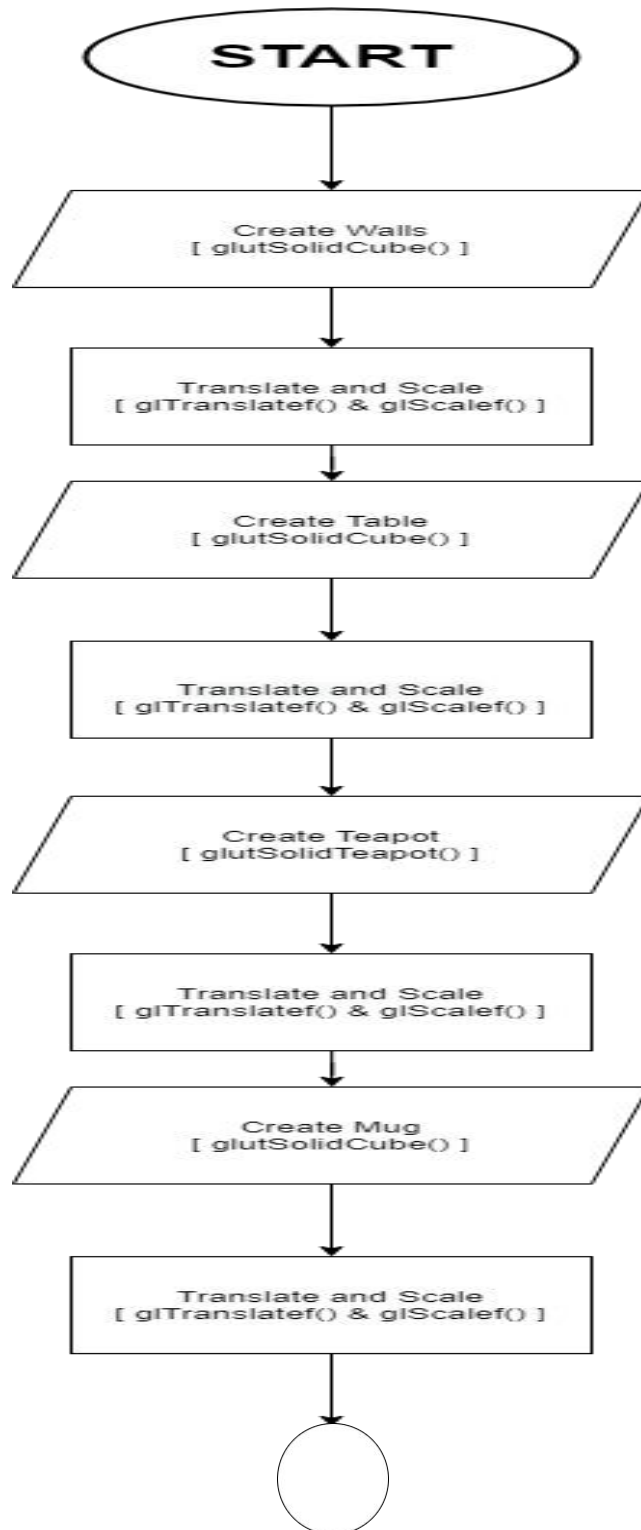 START
Create Walls
[ glutSolidCube() ]
Translate and Scale
[ glTranslatef() & glScalef() ]
Create Table
[ glutSolidCube() ]
Translate and Scale
[ glTranslatef() & glScalef() ]
Create Teapot
[ glutSolidTeapot() ]
Translate and Scale
[ glTranslatef() & glScalef() ]
Create Mug
[ glutSolidCube() ]
Translate and Scale
[ glTranslatef() & glScalef() ]